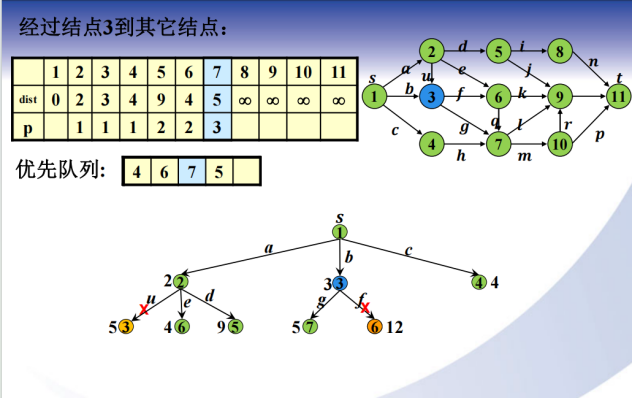 经过结点3到其它结点：
1 2 3 4 5 6 7 8 9 10 11
dist 0 2 3 4 9 4 5 ∞ ∞ ∞ ∞
p 1 1 1 2 2 3
优先队列: 4 6 7 5
2 d 5 i 8 n
a u e j
s t
1 b 3 f 6 k 9 11
c g q l r p
4 h 7 m 10
s
1
a b c
2 2 3 3 4 4
u e d g f
x x
5 3 4 6 9 5 5 7 6 12